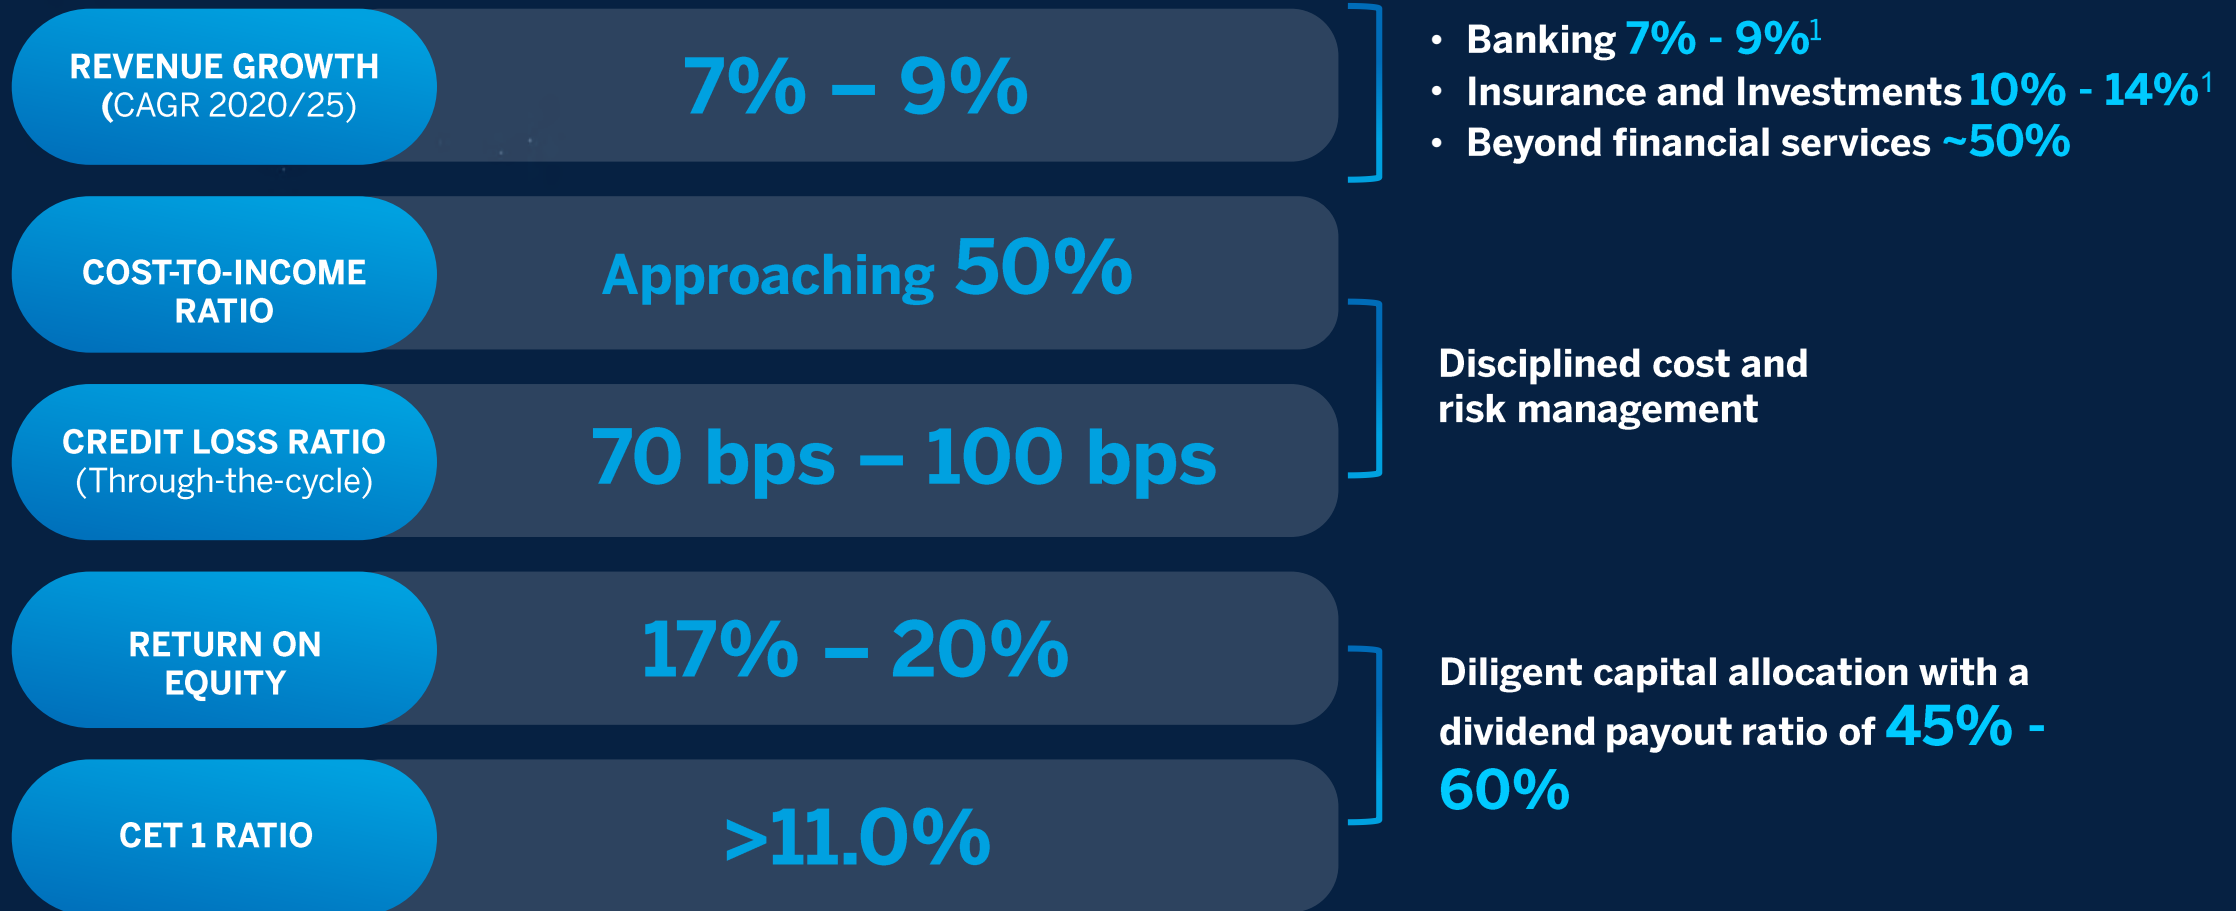 REVENUE GROWTH
(CAGR 2020/25)
7% – 9%
• Banking 7% - 9%¹
• Insurance and Investments 10% - 14%¹
• Beyond financial services ~50%
COST-TO-INCOME
RATIO
Approaching 50%
CREDIT LOSS RATIO
(Through-the-cycle)
70 bps – 100 bps
Disciplined cost and
risk management
RETURN ON
EQUITY
17% – 20%
CET 1 RATIO
>11.0%
Diligent capital allocation with a
dividend payout ratio of 45% -
60%